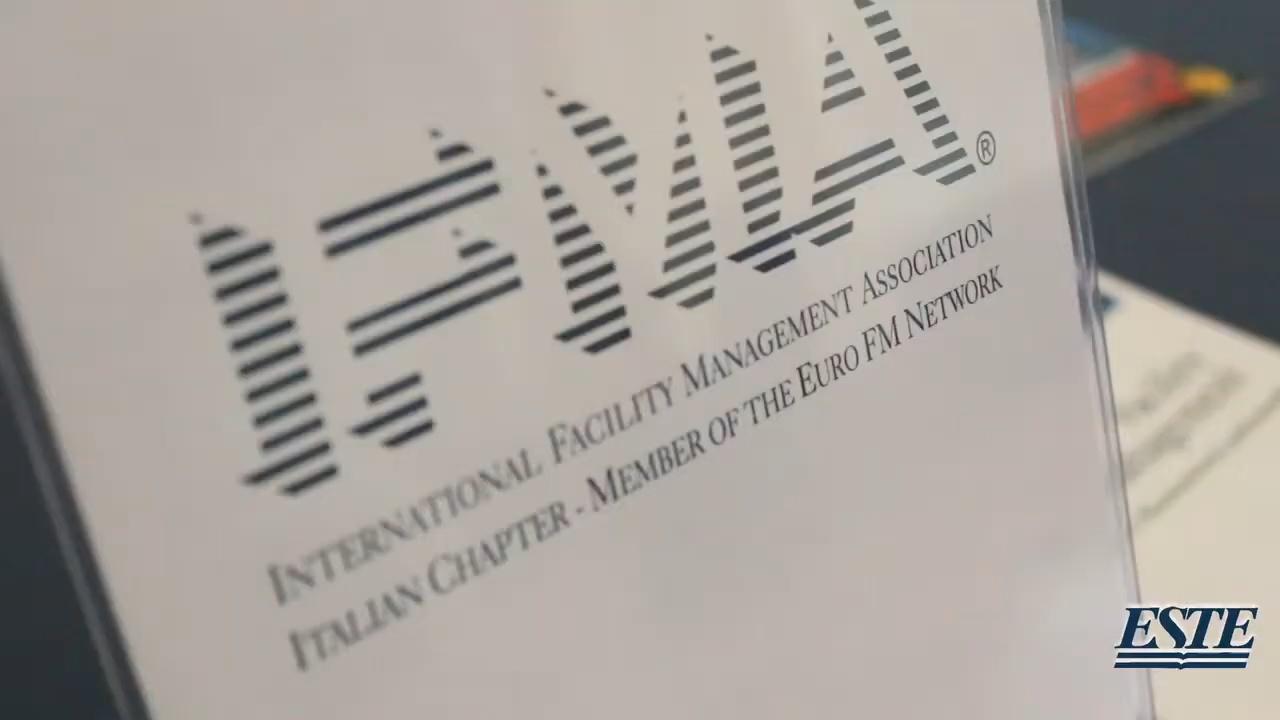 IFMA®
INTERNATIONAL FACILITY MANAGEMENT ASSOCIATION
ITALIAN CHAPTER - MEMBER OF THE EURO FM NETWORK
ESTE